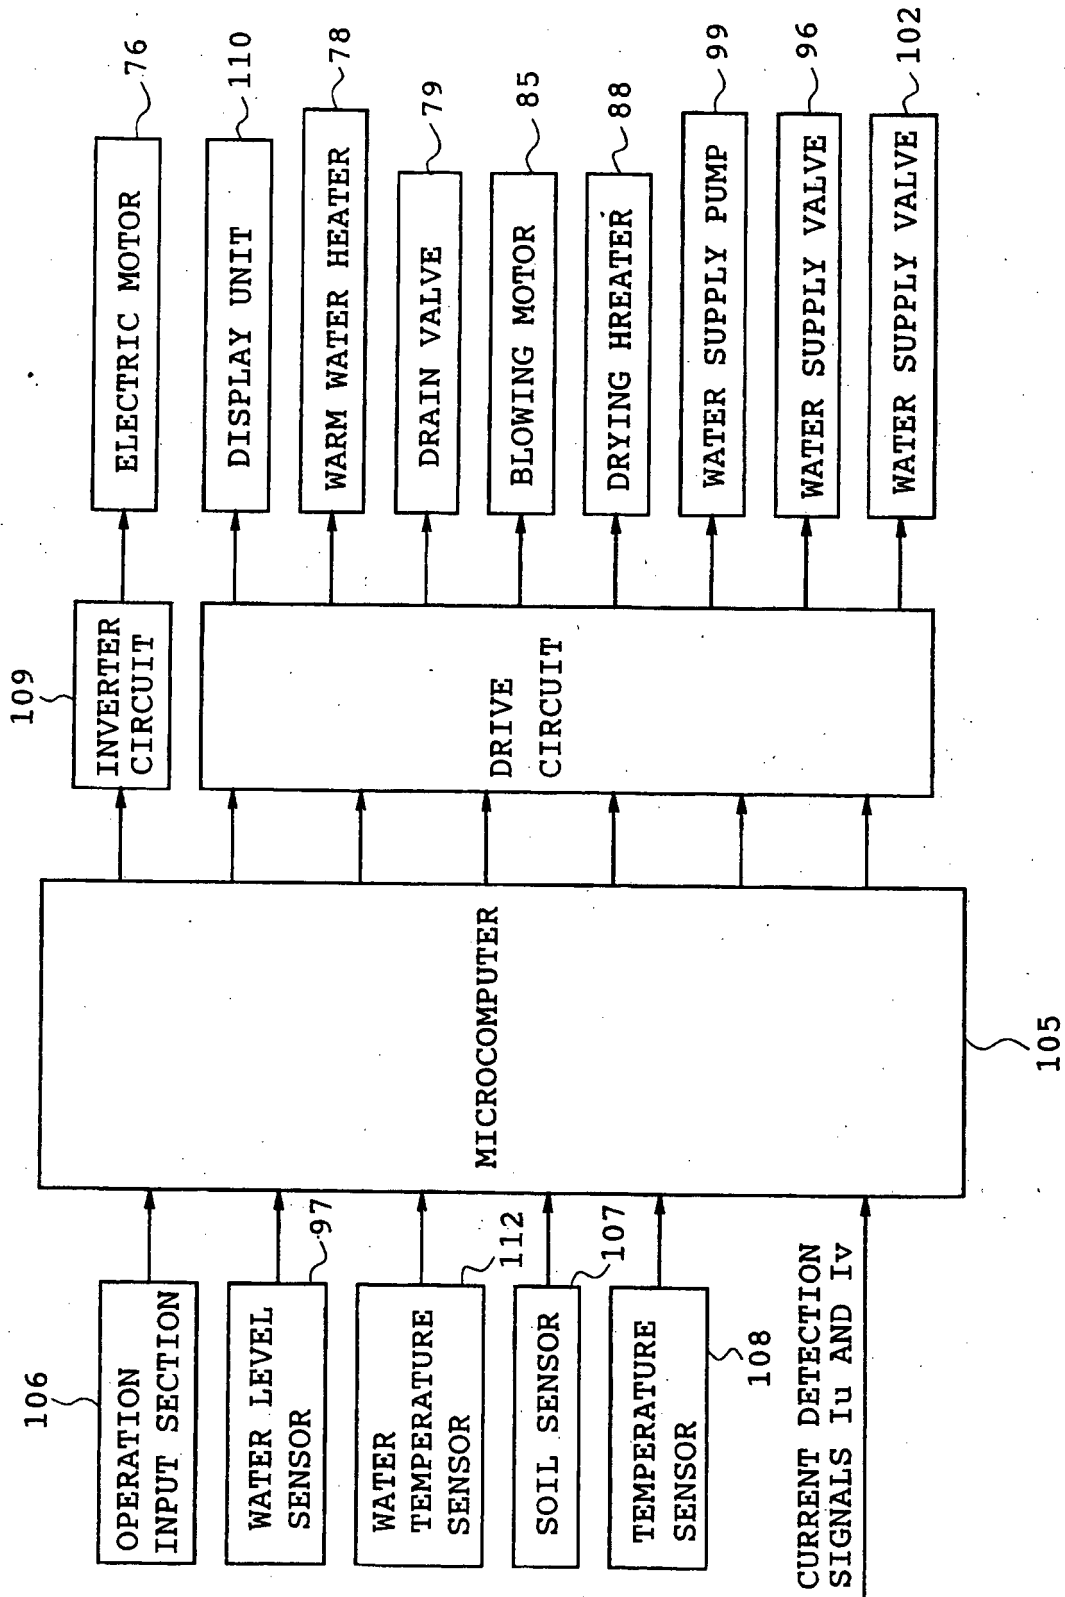 106
OPERATION
INPUT SECTION
WATER LEVEL
SENSOR
97
WATER
TEMPERATURE
SENSOR
112
SOIL SENSOR
107
TEMPERATURE
SENSOR
108
CURRENT DETECTION
SIGNALS Iu AND Iv
MICROCOMPUTER
105
109
INVERTER
CIRCUIT
DRIVE
CIRCUIT
ELECTRIC MOTOR
76
DISPLAY UNIT
110
WARM WATER HEATER
78
DRAIN VALVE
79
BLOWING MOTOR
85
DRYING HREATER
88
WATER SUPPLY PUMP
99
WATER SUPPLY VALVE
96
WATER SUPPLY VALVE
102